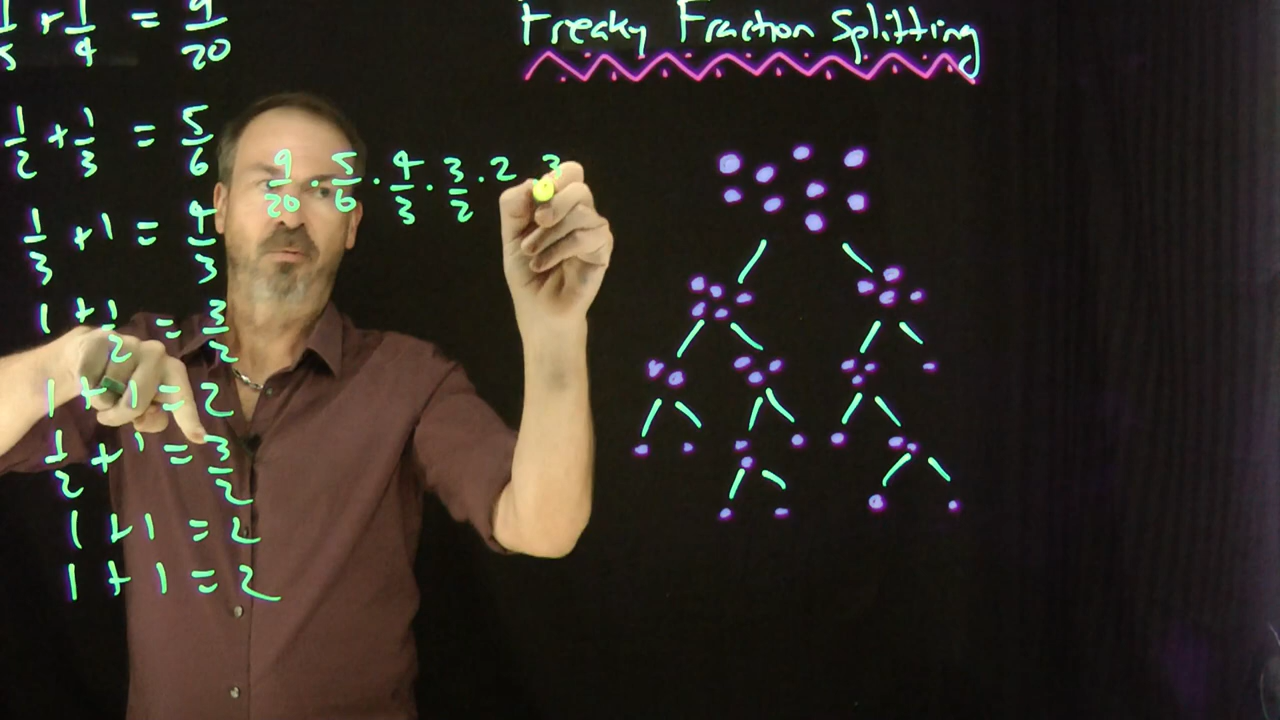 Freaky Fraction Splitting
1/5 + 1/4 = 9/20
1/2 + 1/3 = 5/6
1/3 + 1 = 4/3
1 + 1/2 = 3/2
1 + 1 = 2
1/2 + 1 = 3/2
1 + 1 = 2
1 + 1 = 2
9/20 · 5/6 · 4/3 · 3/2 · 2 · 3